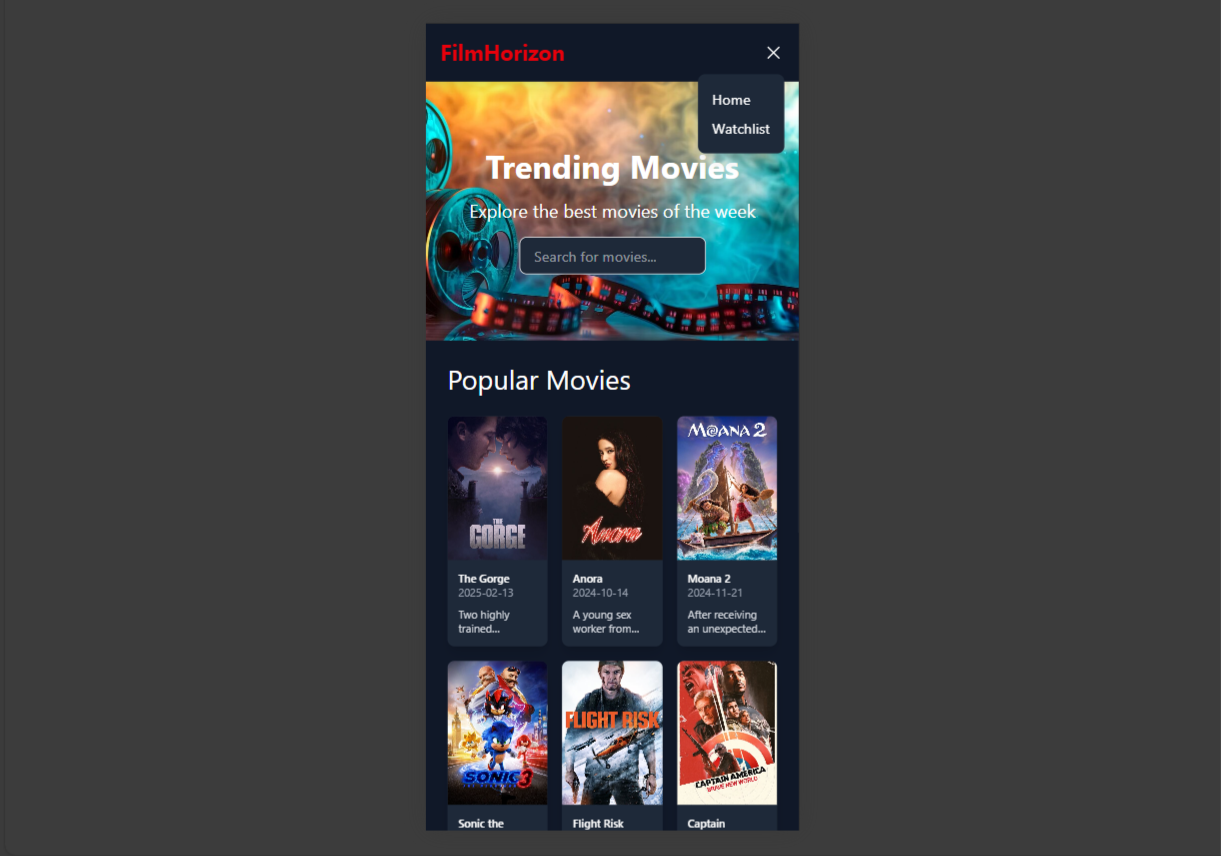 FilmHorizon
Home
Watchlist
Trending Movies
Explore the best movies of the week
Search for movies...
Popular Movies
THE
GORGE
Anora
MOANA 2
The Gorge
2025-02-13
Two highly
trained...
Anora
2024-10-14
A young sex
worker from...
Moana 2
2024-11-21
After receiving
an unexpected...
SONIC 3
FLIGHT RISK
CAPTAIN AMERICA
BRAVE NEW WORLD
Sonic the
Flight Risk
Captain